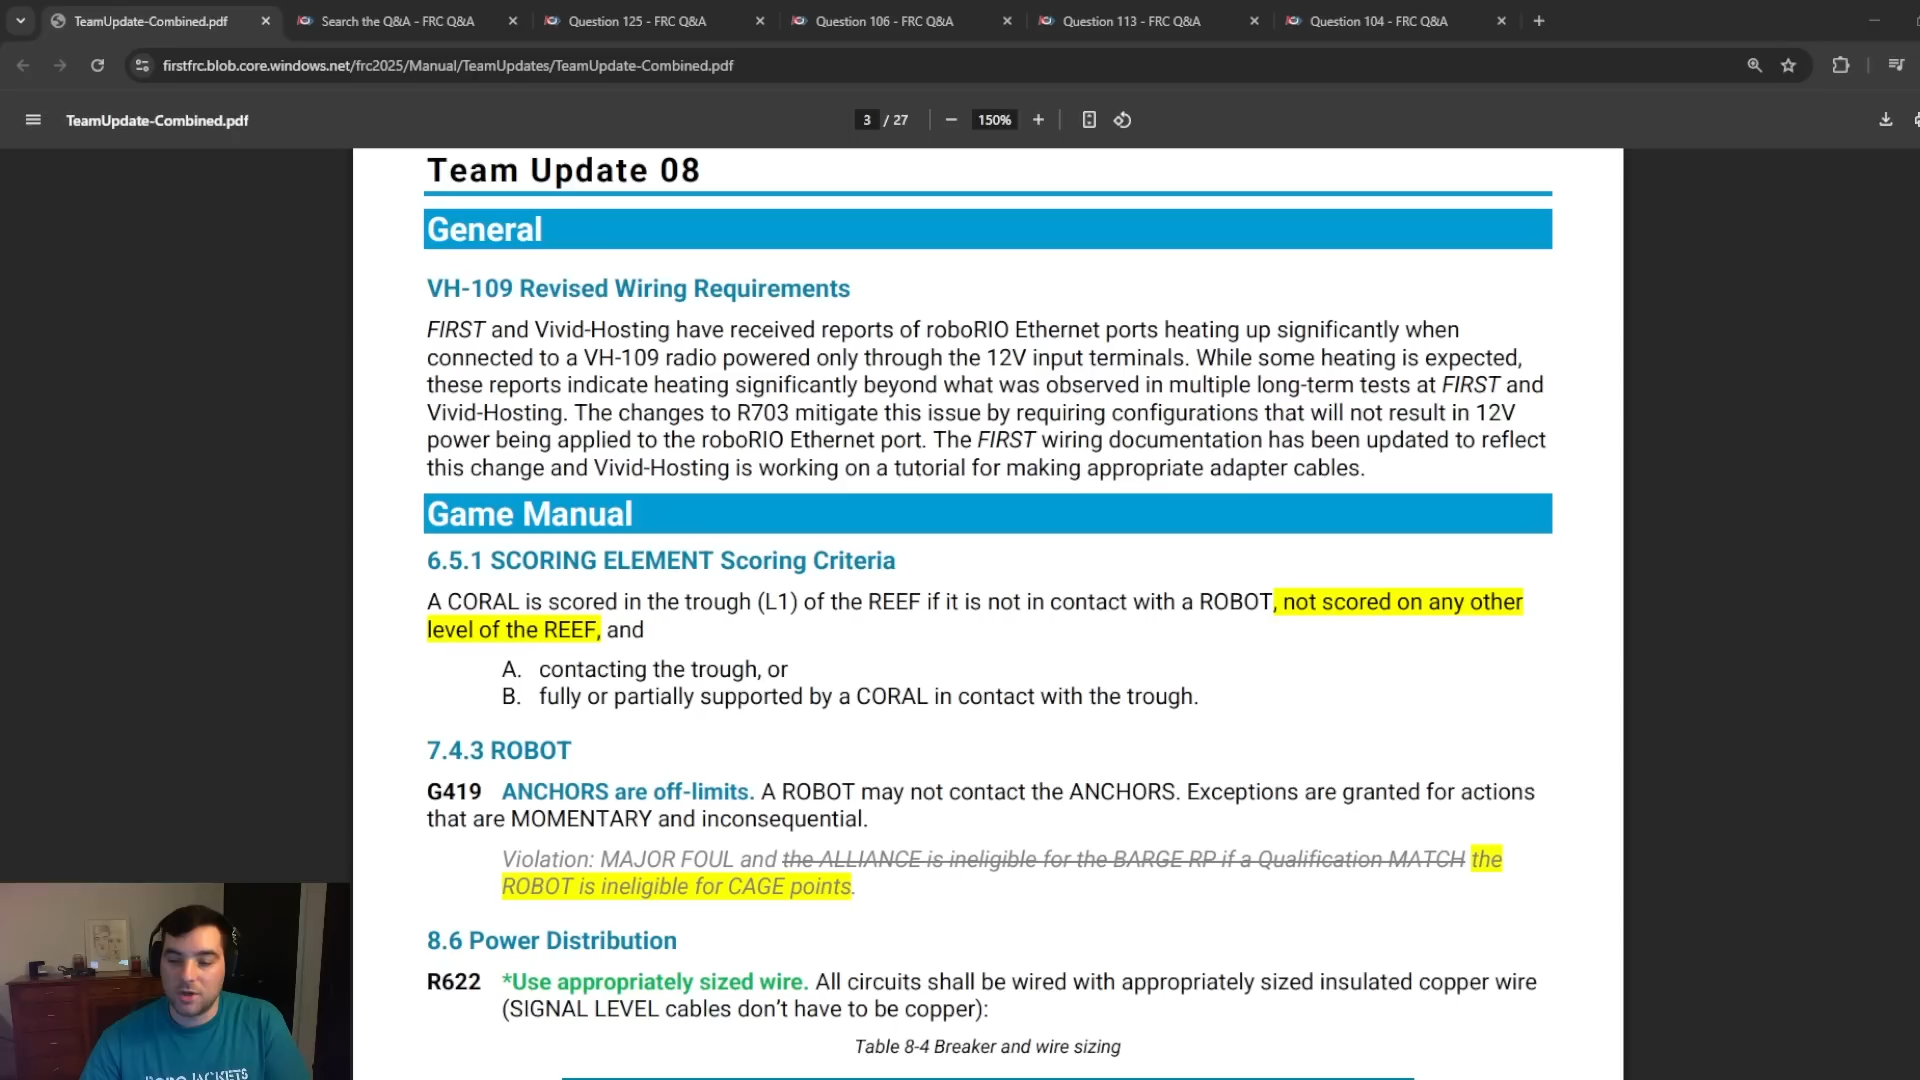 TeamUpdate-Combined.pdf
Search the Q&A - FRC Q&A
Question 125 - FRC Q&A
Question 106 - FRC Q&A
Question 113 - FRC Q&A
Question 104 - FRC Q&A
firstfrc.blob.core.windows.net/frc2025/Manual/TeamUpdates/TeamUpdate-Combined.pdf
TeamUpdate-Combined.pdf
3 / 27
150%
Team Update 08
General
VH-109 Revised Wiring Requirements
FIRST and Vivid-Hosting have received reports of roboRIO Ethernet ports heating up significantly when
connected to a VH-109 radio powered only through the 12V input terminals. While some heating is expected,
these reports indicate heating significantly beyond what was observed in multiple long-term tests at FIRST and
Vivid-Hosting. The changes to R703 mitigate this issue by requiring configurations that will not result in 12V
power being applied to the roboRIO Ethernet port. The FIRST wiring documentation has been updated to reflect
this change and Vivid-Hosting is working on a tutorial for making appropriate adapter cables.
Game Manual
6.5.1 SCORING ELEMENT Scoring Criteria
A CORAL is scored in the trough (L1) of the REEF if it is not in contact with a ROBOT, not scored on any other
level of the REEF, and
A. contacting the trough, or
B. fully or partially supported by a CORAL in contact with the trough.
7.4.3 ROBOT
G419 ANCHORS are off-limits. A ROBOT may not contact the ANCHORS. Exceptions are granted for actions
that are MOMENTARY and inconsequential.
Violation: MAJOR FOUL and the ALLIANCE is ineligible for the BARGE RP if a Qualification MATCH the
ROBOT is ineligible for CAGE points.
8.6 Power Distribution
R622 *Use appropriately sized wire. All circuits shall be wired with appropriately sized insulated copper wire
(SIGNAL LEVEL cables don't have to be copper):
Table 8-4 Breaker and wire sizing